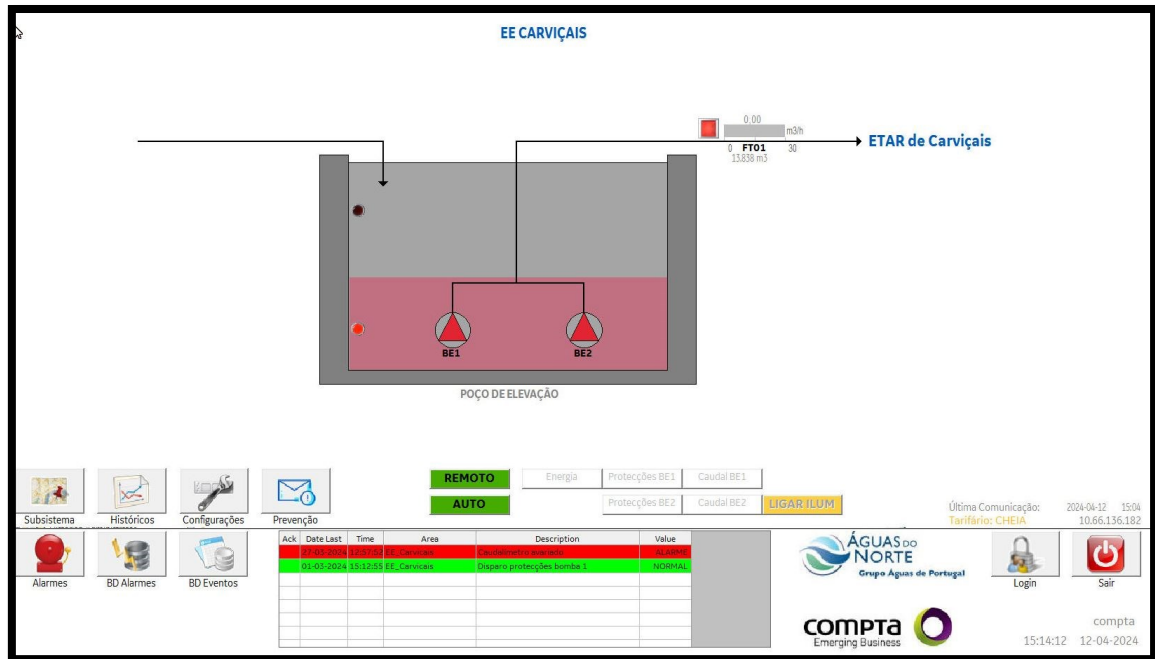 EE CARVIÇAIS
0,00
m3/h
0 FT01 30
13.838 m3
ETAR de Carviçais
BE1
BE2
POÇO DE ELEVAÇÃO
REMOTO
Energia
Protecções BE1
Caudal BE1
AUTO
Protecções BE2
Caudal BE2
LIGAR ILUM
Subsistema
Históricos
Configurações
Prevenção
Última Comunicação: 2024-04-12 15:04
Tarifário: CHEIA 10.66.136.182
Ack Date Last Time Area Description Value
27-03-2024 12:57:52 EE_Carvicais Caudalimetro avariado ALARME
01-03-2024 15:12:55 EE_Carvicais Disparo protecções bomba 1 NORMAL
Alarmes
BD Alarmes
BD Eventos
ÁGUAS DO
NORTE
Grupo Águas de Portugal
Login
Sair
compta
Emerging Business
compta
15:14:12 12-04-2024